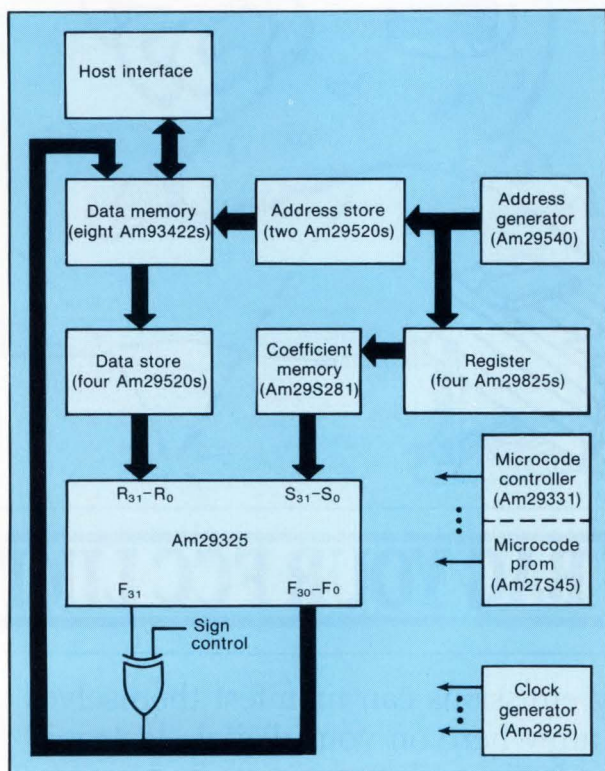 Host interface
Data memory
(eight Am93422s)
Address store
(two Am29520s)
Address
generator
(Am29540)
Data store
(four Am29520s)
Coefficient
memory
(Am29S281)
Register
(four Am29825s)
R31–R0
S31–S0
Am29325
F31
F30–F0
Sign
control
Microcode
controller
(Am29331)
Microcode
prom
(Am27S45)
Clock
generator
(Am2925)